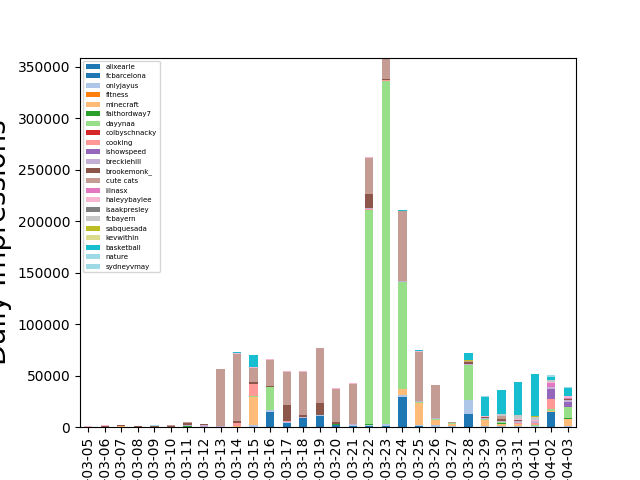 350000
300000
250000
200000
150000
100000
50000
0
alixearle
fcbarcelona
onlyjayus
fitness
minecraft
faithordway7
dayynaa
colbyschnacky
cooking
ishowspeed
breckiehill
brookemonk_
cute cats
ilinasx
haleyybaylee
isaakpresley
fcbayern
sabquesada
kevwithin
basketball
nature
sydneyvmay
Daily Impressions
03-05
03-06
03-07
03-08
03-09
03-10
03-11
03-12
03-13
03-14
03-15
03-16
03-17
03-18
03-19
03-20
03-21
03-22
03-23
03-24
03-25
03-26
03-27
03-28
03-29
03-30
03-31
04-01
04-02
04-03